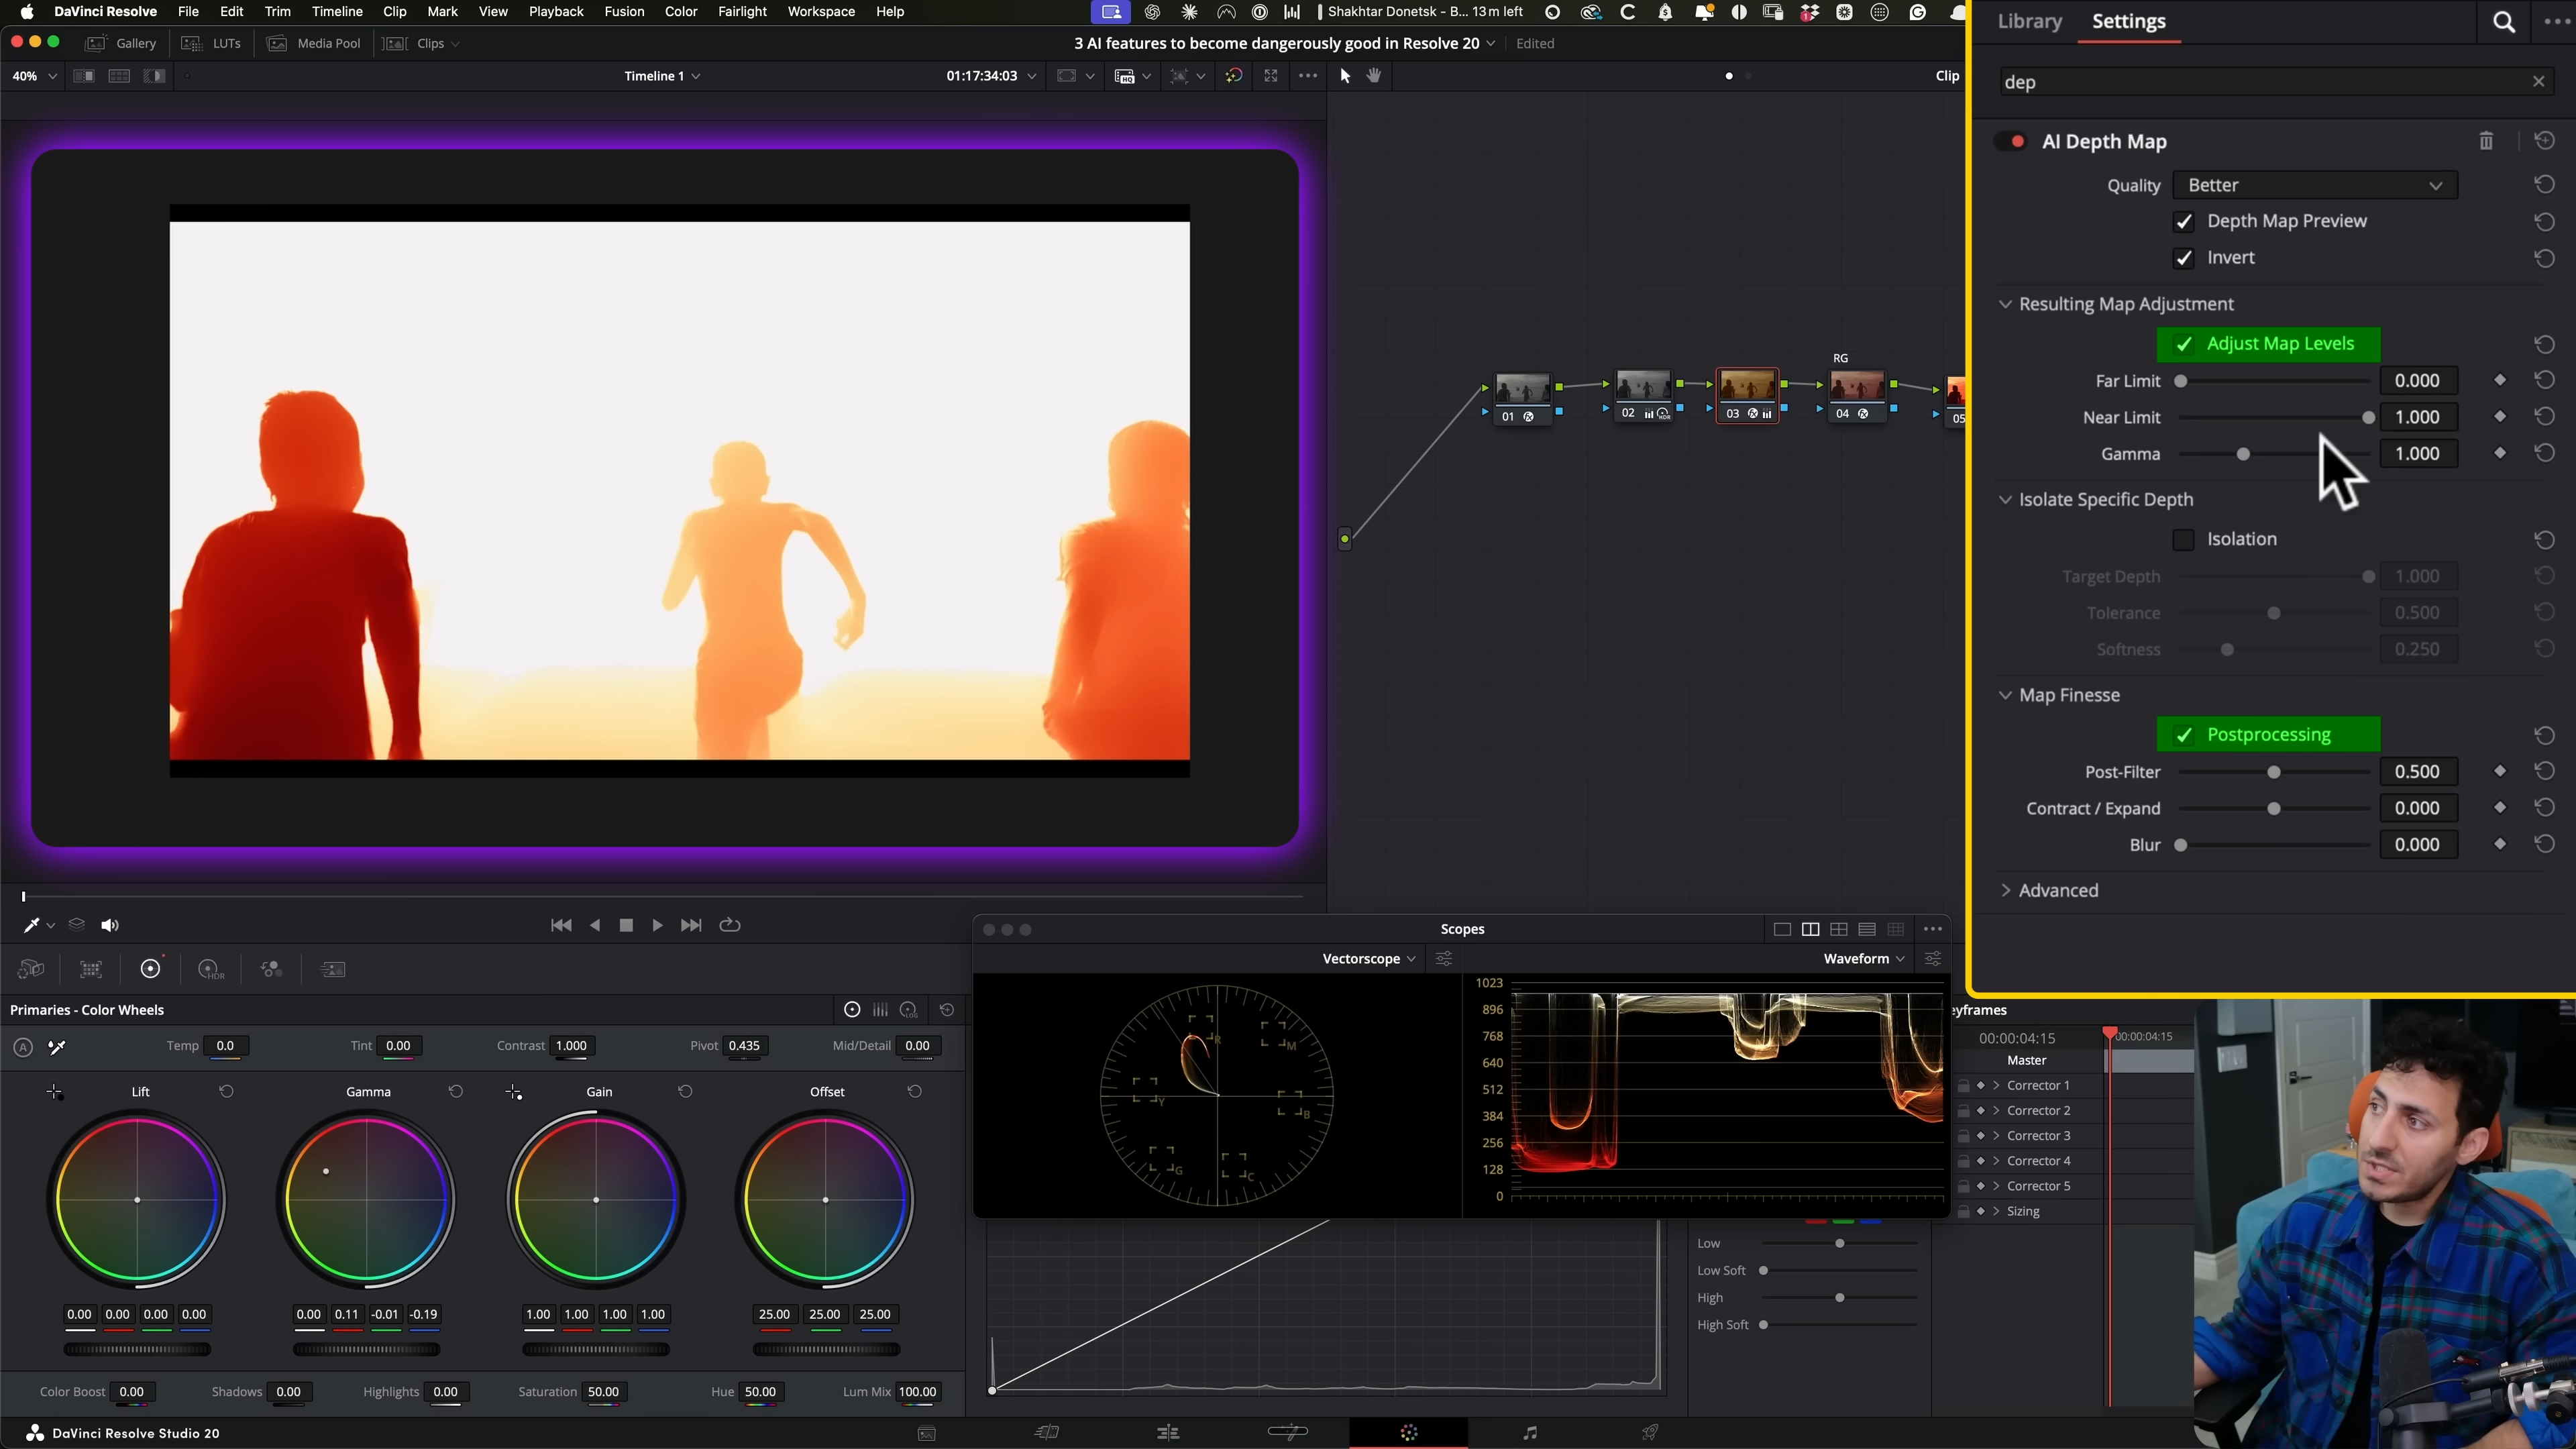 DaVinci Resolve File Edit Trim Timeline Clip Mark View Playback Fusion Color Fairlight Workspace Help
Shakhtar Donetsk - B... 13 m left
Gallery LUTs Media Pool Clips
3 AI features to become dangerously good in Resolve 20 Edited
40% Timeline 1 01:17:34:03 Clip
Library Settings
dep
AI Depth Map
Quality Better
Depth Map Preview
Invert
Resulting Map Adjustment
Adjust Map Levels
Far Limit 0.000
Near Limit 1.000
Gamma 1.000
Isolate Specific Depth
Isolation
Target Depth 1.000
Tolerance 0.500
Softness 0.250
Map Finesse
Postprocessing
Post-Filter 0.500
Contract / Expand 0.000
Blur 0.000
Advanced
RG
01 02 HDR 03 04 05
HDR
Primaries - Color Wheels
LOG
A Temp 0.0 Tint 0.00 Contrast 1.000 Pivot 0.435 Mid/Detail 0.00
Lift Gamma Gain Offset
0.00 0.00 0.00 0.00 0.00 0.11 -0.01 -0.19 1.00 1.00 1.00 1.00 25.00 25.00 25.00
Color Boost 0.00 Shadows 0.00 Highlights 0.00 Saturation 50.00 Hue 50.00 Lum Mix 100.00
Scopes
Vectorscope Waveform
R
M
Y
B
G
C
1023
896
768
640
512
384
256
128
0
Low
Low Soft
High
High Soft
eyframes
00:00:04:15 00:00:04:15
Master
Corrector 1
Corrector 2
Corrector 3
Corrector 4
Corrector 5
Sizing
DaVinci Resolve Studio 20